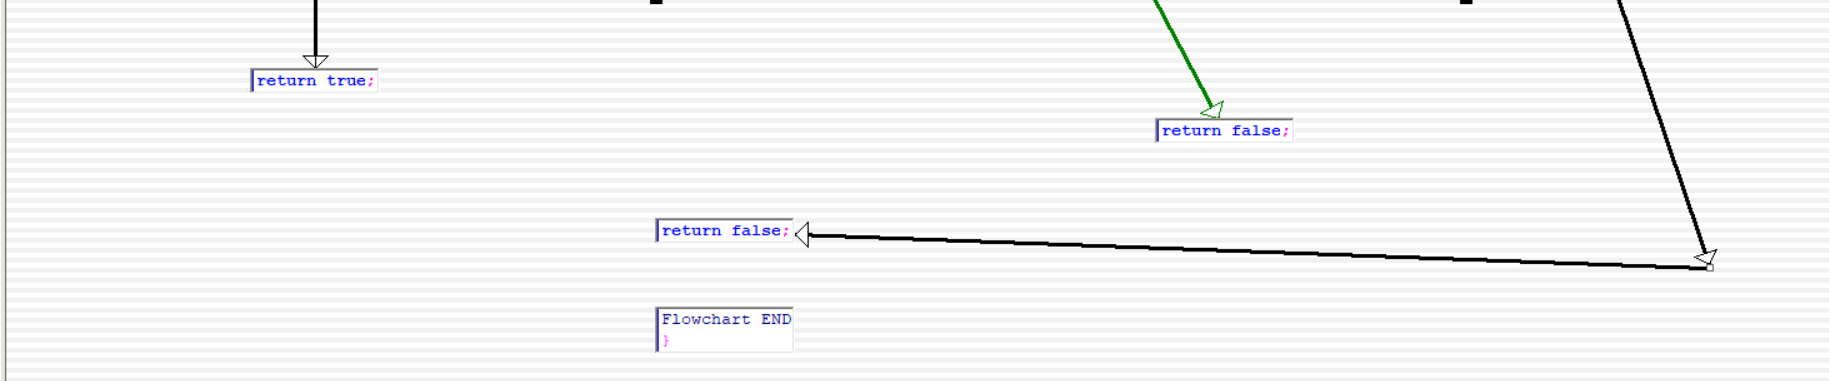 return true;
return false;
return false;
Flowchart END
}